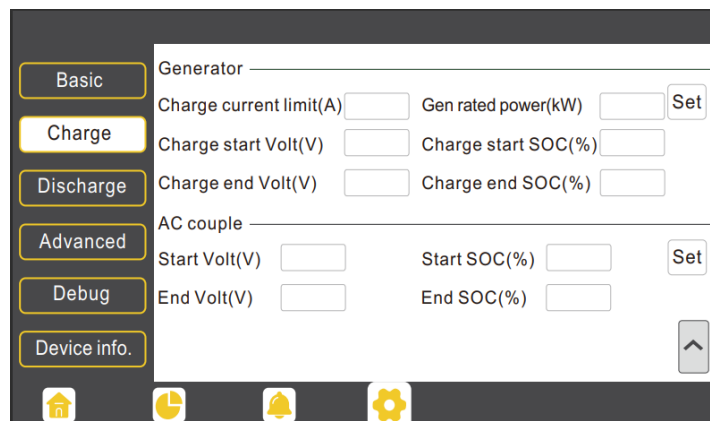 Basic
Charge
Discharge
Advanced
Debug
Device info.
Generator
Charge current limit(A) Gen rated power(kW) Set
Charge start Volt(V) Charge start SOC(%)
Charge end Volt(V) Charge end SOC(%)
AC couple
Start Volt(V) Start SOC(%) Set
End Volt(V) End SOC(%)